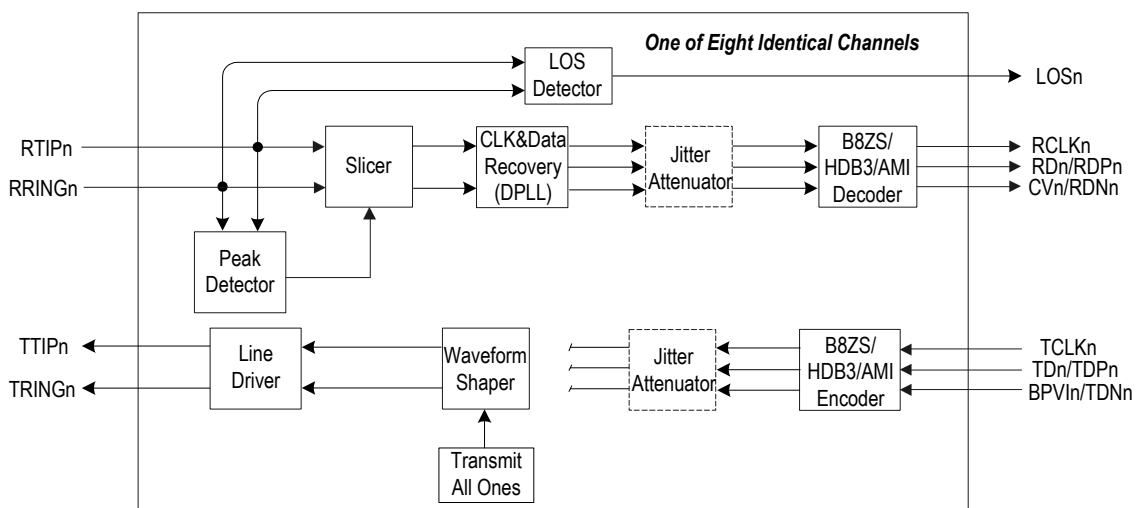 One of Eight Identical Channels
LOS
Detector
LOSn
RTIPn
RRINGn
Slicer
CLK&Data
Recovery
(DPLL)
Jitter
Attenuator
B8ZS/
HDB3/AMI
Decoder
RCLKn
RDn/RDPn
CVn/RDNn
Peak
Detector
TTIPn
TRINGn
Line
Driver
Waveform
Shaper
Jitter
Attenuator
B8ZS/
HDB3/AMI
Encoder
TCLKn
TDn/TDPn
BPVIn/TDNn
Transmit
All Ones